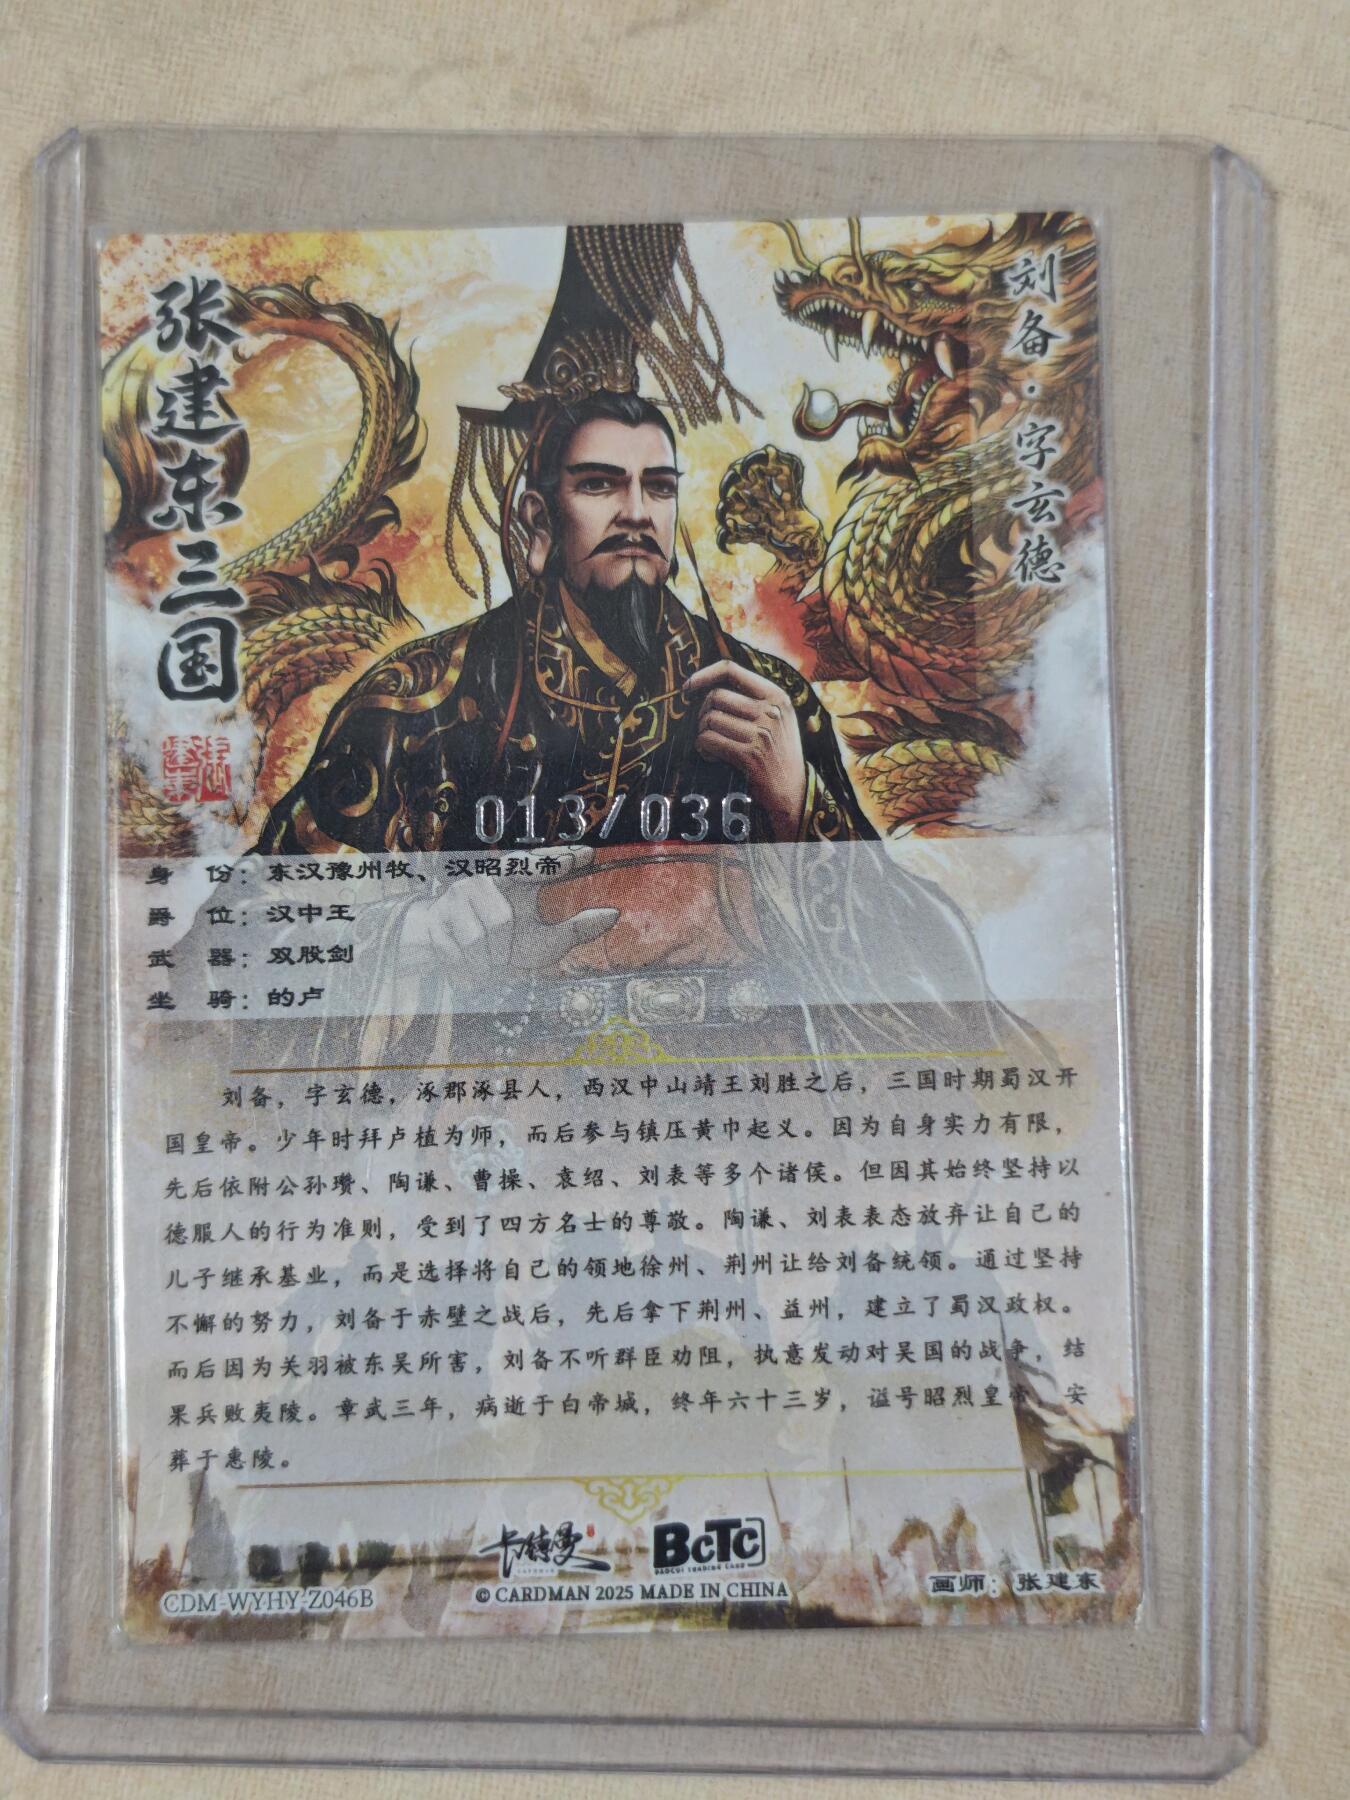 张建东三国
刘备·字玄德
张建东
013/036
身 份：东汉豫州牧、汉昭烈帝
爵 位：汉中王
武 器：双股剑
坐 骑：的卢
刘备，字玄德，涿郡涿县人，西汉中山靖王刘胜之后，三国时期蜀汉开
国皇帝。少年时拜卢植为师，而后参与镇压黄巾起义。因为自身实力有限，
先后依附公孙瓒、陶谦、曹操、袁绍、刘表等多个诸侯。但因其始终坚持以
德服人的行为准则，受到了四方名士的尊敬。陶谦、刘表表态放弃让自己的
儿子继承基业，而是选择将自己的领地徐州、荆州让给刘备统领。通过坚持
不懈的努力，刘备于赤壁之战后，先后拿下荆州、益州，建立了蜀汉政权。
而后因为关羽被东吴所害，刘备不听群臣劝阻，执意发动对吴国的战争，结
果兵败夷陵。章武三年，病逝于白帝城，终年六十三岁，谥号昭烈皇帝，安
葬于惠陵。
卡德曼
BcTc
CDM-WYHY-Z046B
© CARDMAN 2025 MADE IN CHINA
画师：张建东